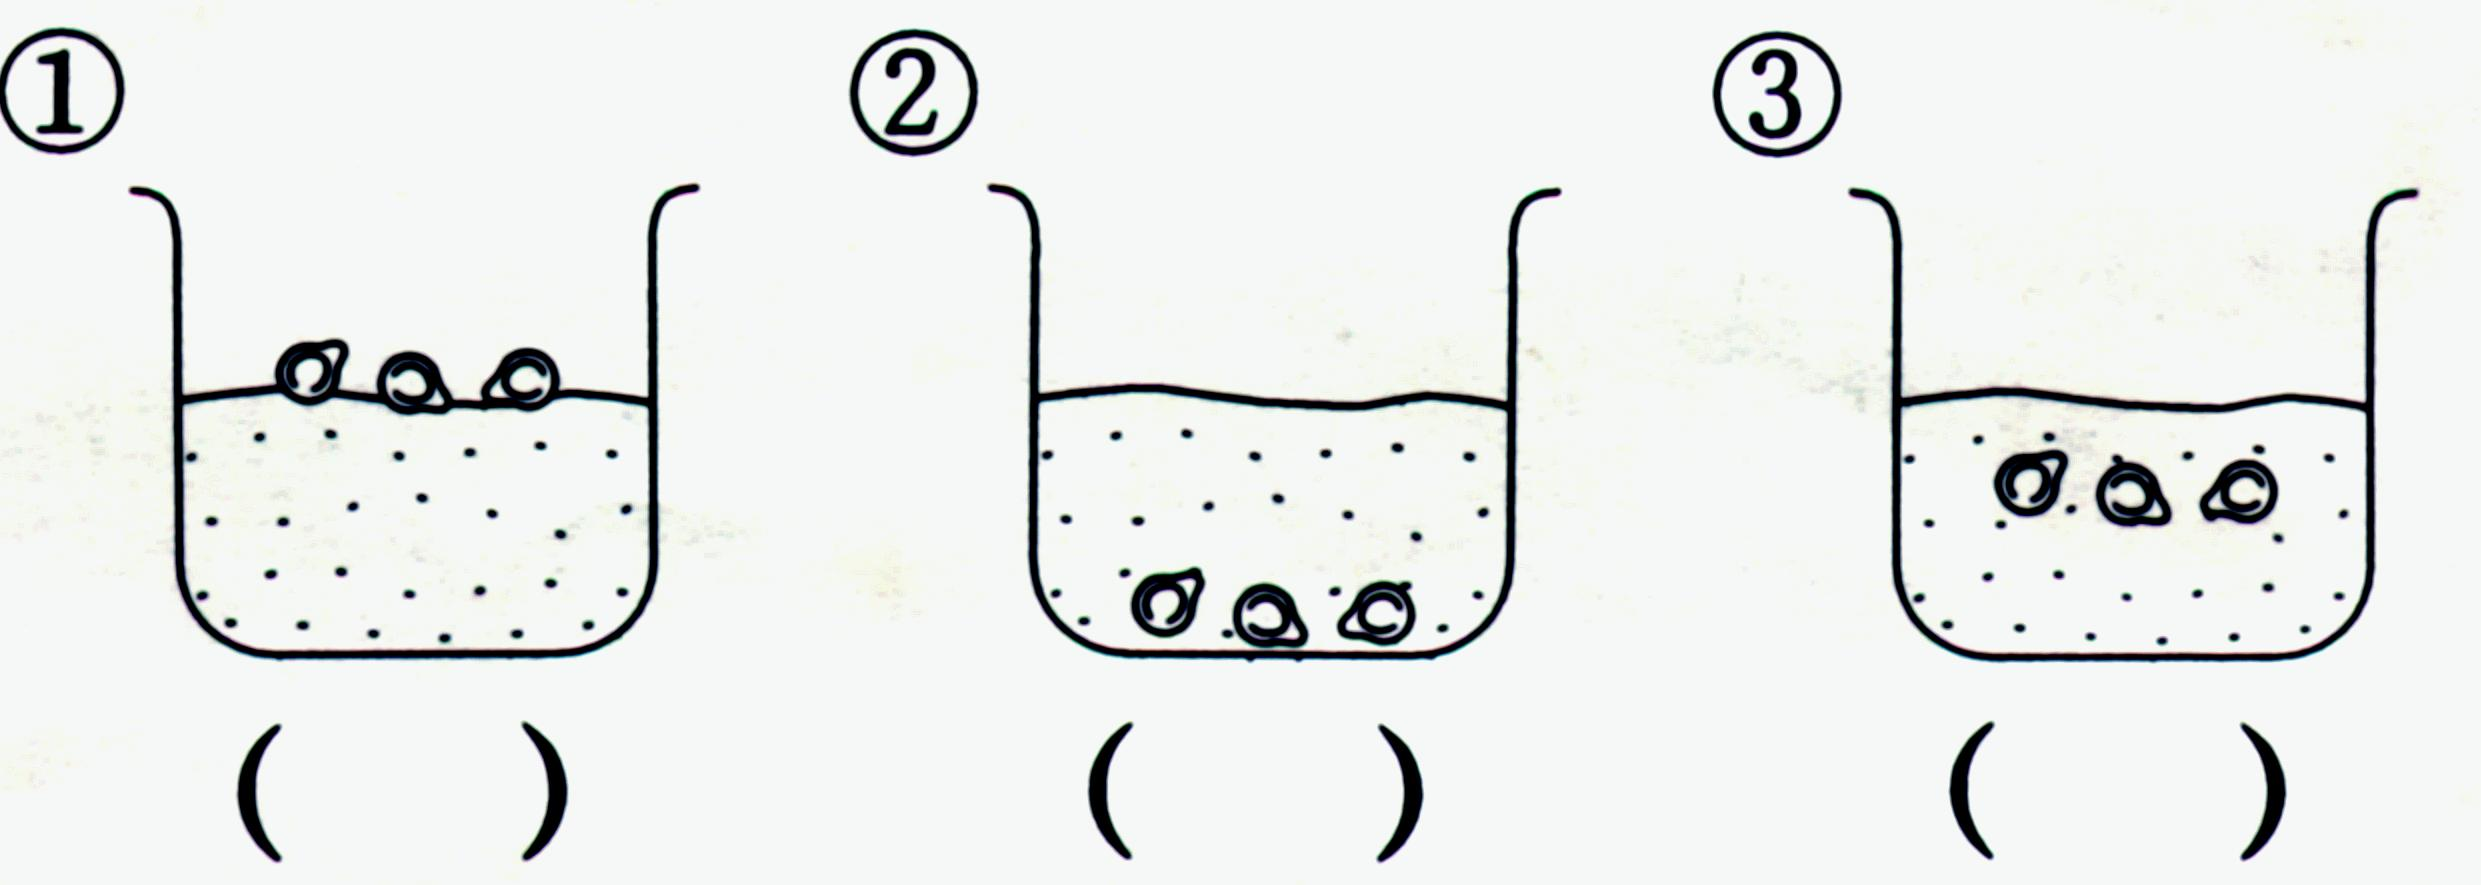 ① ② ③
( ) ( ) ( )